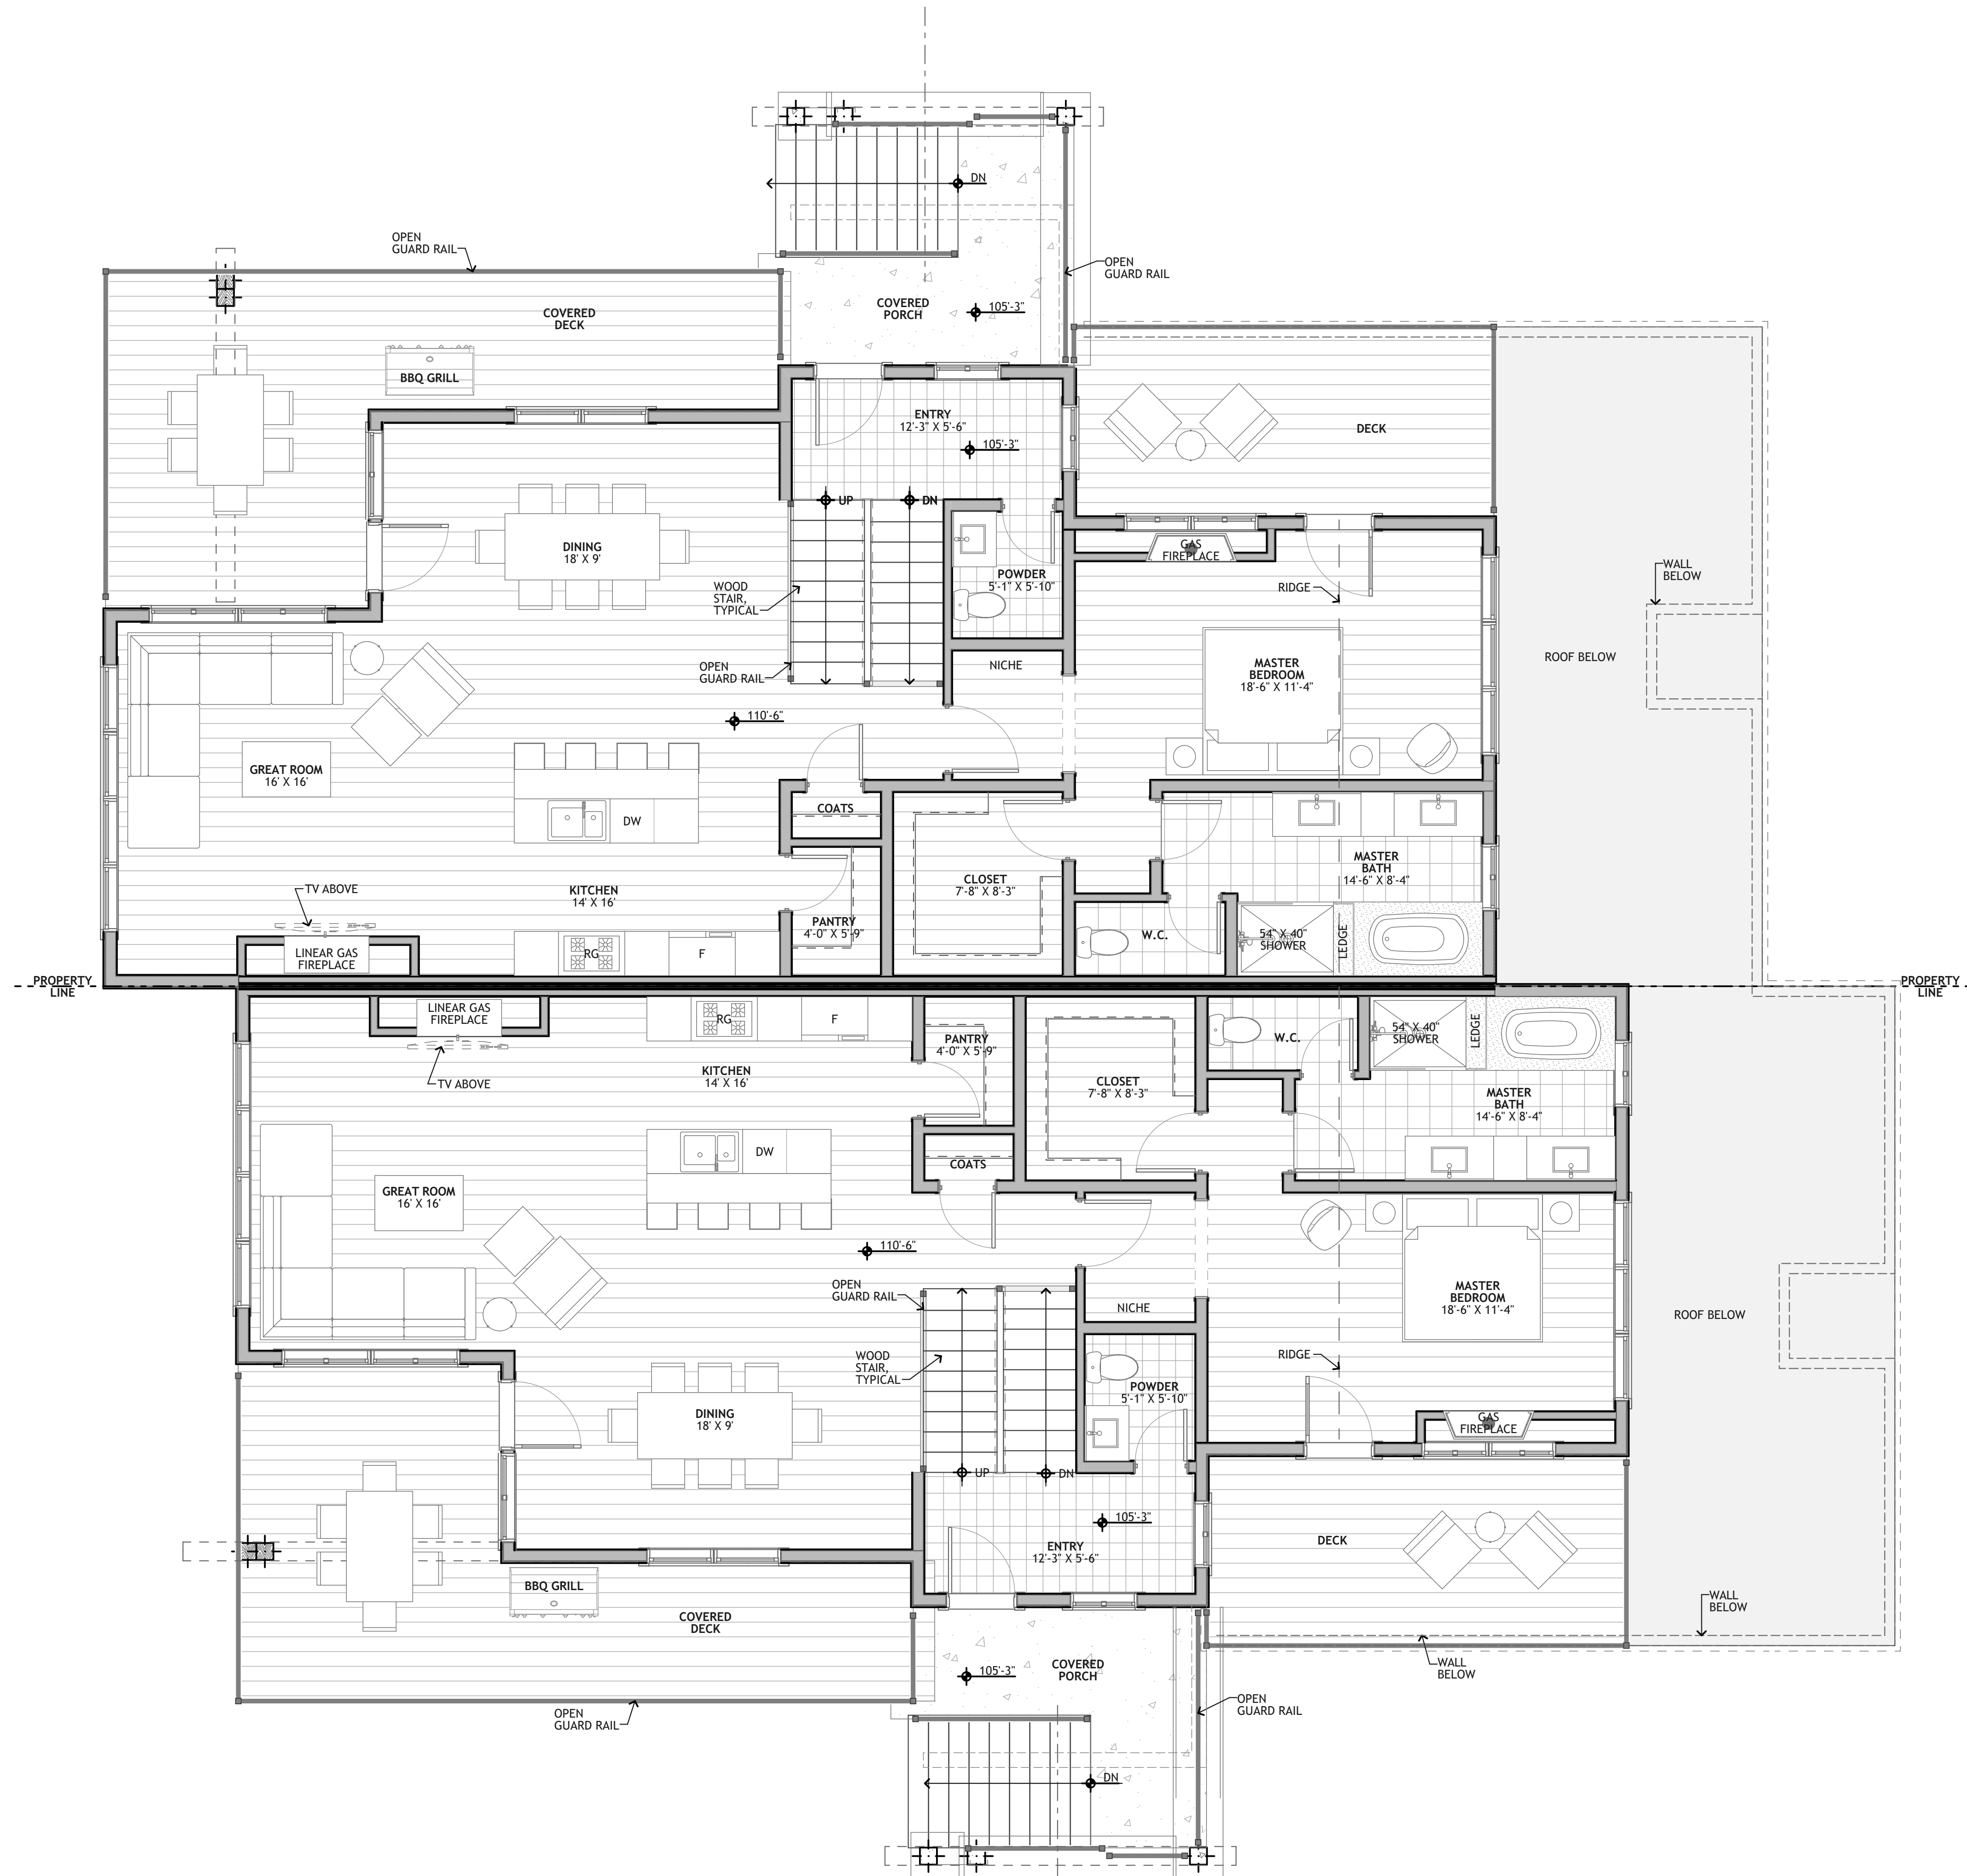 DN
OPEN
GUARD RAIL
OPEN
GUARD RAIL
COVERED
PORCH
105'-3"
COVERED
DECK
BBQ GRILL
ENTRY
12'-3" X 5'-6"
105'-3"
DECK
UP
DN
DINING
18' X 9'
GAS
FIREPLACE
WOOD
STAIR,
TYPICAL
POWDER
5'-1" X 5'-10"
RIDGE
WALL
BELOW
OPEN
GUARD RAIL
NICHE
MASTER
BEDROOM
18'-6" X 11'-4"
ROOF BELOW
110'-6"
GREAT ROOM
16' X 16'
COATS
DW
MASTER
BATH
14'-6" X 8'-4"
TV ABOVE
KITCHEN
14' X 16'
CLOSET
7'-8" X 8'-3"
PANTRY
4'-0" X 5'-9"
W.C.
54" X 40"
SHOWER
LEDGE
LINEAR GAS
FIREPLACE
RG
F
PROPERTY
LINE
PROPERTY
LINE
LINEAR GAS
FIREPLACE
RG
F
PANTRY
4'-0" X 5'-9"
W.C.
54" X 40"
SHOWER
LEDGE
TV ABOVE
KITCHEN
14' X 16'
CLOSET
7'-8" X 8'-3"
MASTER
BATH
14'-6" X 8'-4"
DW
COATS
GREAT ROOM
16' X 16'
110'-6"
OPEN
GUARD RAIL
NICHE
MASTER
BEDROOM
18'-6" X 11'-4"
ROOF BELOW
WOOD
STAIR,
TYPICAL
RIDGE
POWDER
5'-1" X 5'-10"
DINING
18' X 9'
GAS
FIREPLACE
UP
DN
105'-3"
ENTRY
12'-3" X 5'-6"
DECK
BBQ GRILL
COVERED
DECK
WALL
BELOW
COVERED
PORCH
105'-3"
WALL
BELOW
OPEN
GUARD RAIL
OPEN
GUARD RAIL
DN